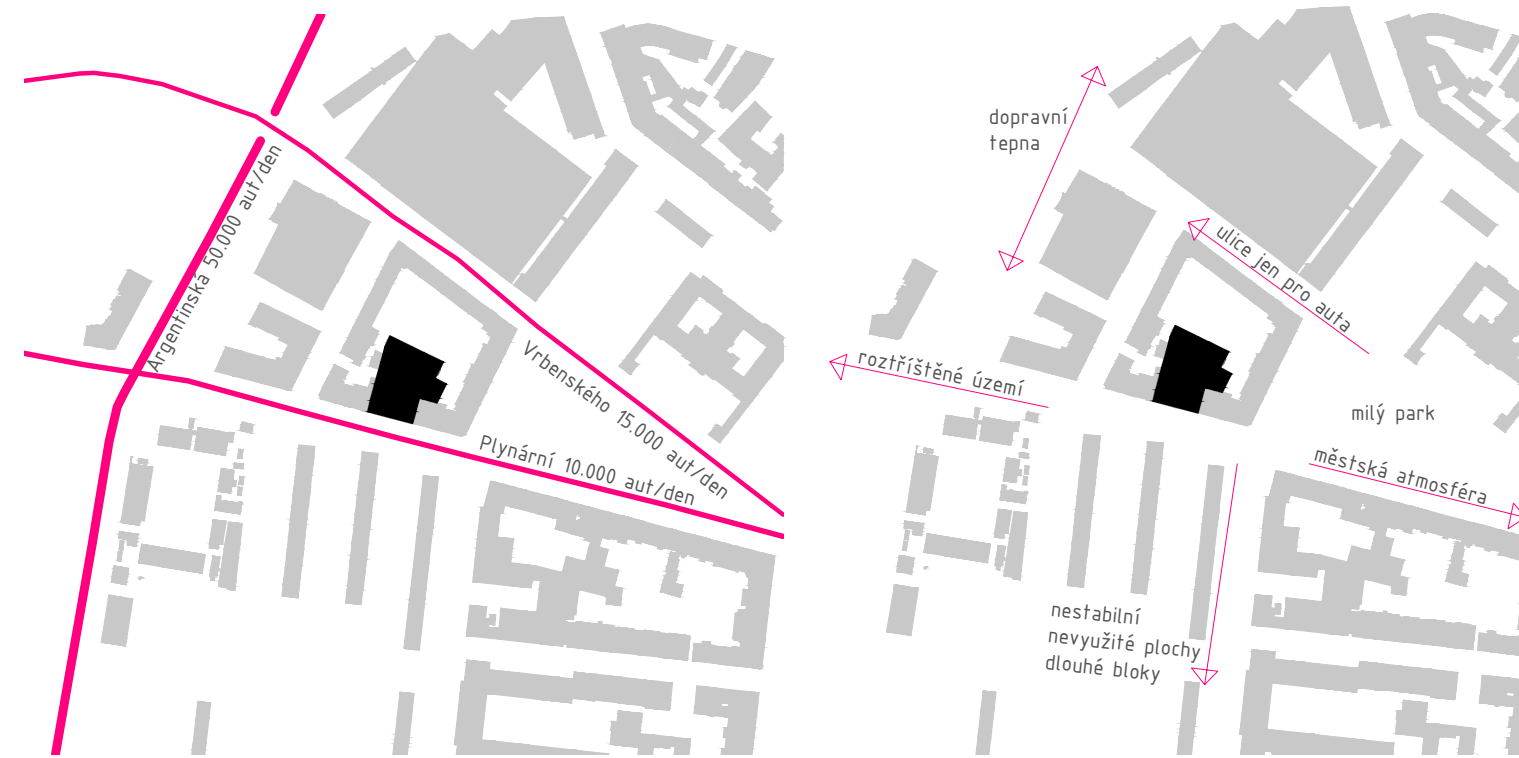 Argentinská 50.000 aut/den
Vrbenského 15.000 aut/den
Plynární 10.000 aut/den
dopravní
tepna
ulice jen pro auta
roztříštěné území
milý park
městská atmosféra
nestabilní
nevyužité plochy
dlouhé bloky